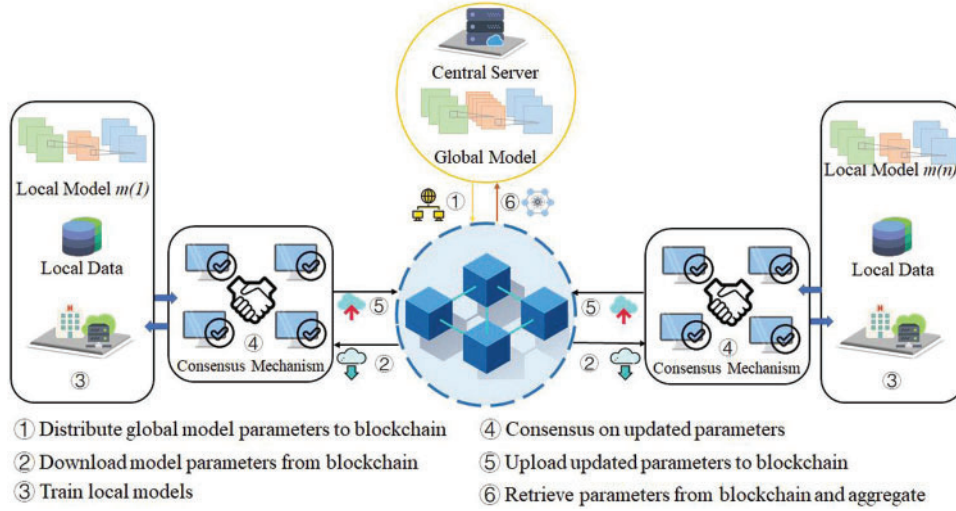 Central Server
Global Model
① ⑥
Local Model m(1)
Local Data
H
③
④
Consensus Mechanism
⑤
②
⑤
②
④
Consensus Mechanism
Local Model m(n)
Local Data
H
③
① Distribute global model parameters to blockchain
② Download model parameters from blockchain
③ Train local models
④ Consensus on updated parameters
⑤ Upload updated parameters to blockchain
⑥ Retrieve parameters from blockchain and aggregate